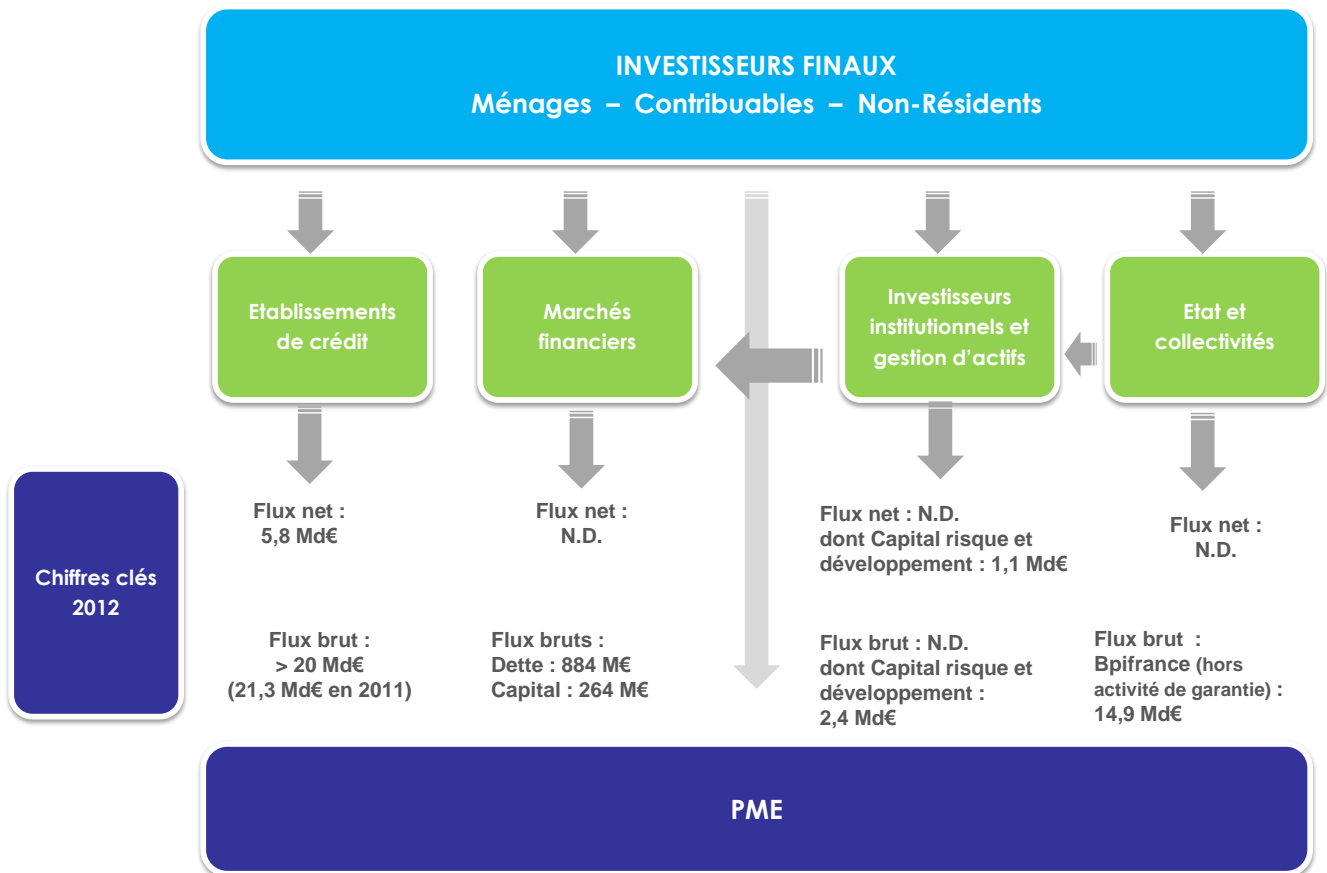 INVESTISSEURS FINAUX
Ménages – Contribuables – Non-Résidents
Etablissements
de crédit
Marchés
financiers
Investisseurs
institutionnels et
gestion d’actifs
Etat et
collectivités
Chiffres clés
2012
Flux net :
5,8 Md€
Flux net :
N.D.
Flux net : N.D.
dont Capital risque et
développement : 1,1 Md€
Flux net :
N.D.
Flux brut :
> 20 Md€
(21,3 Md€ en 2011)
Flux bruts :
Dette : 884 M€
Capital : 264 M€
Flux brut : N.D.
dont Capital risque et
développement :
2,4 Md€
Flux brut :
Bpifrance (hors
activité de garantie) :
14,9 Md€
PME